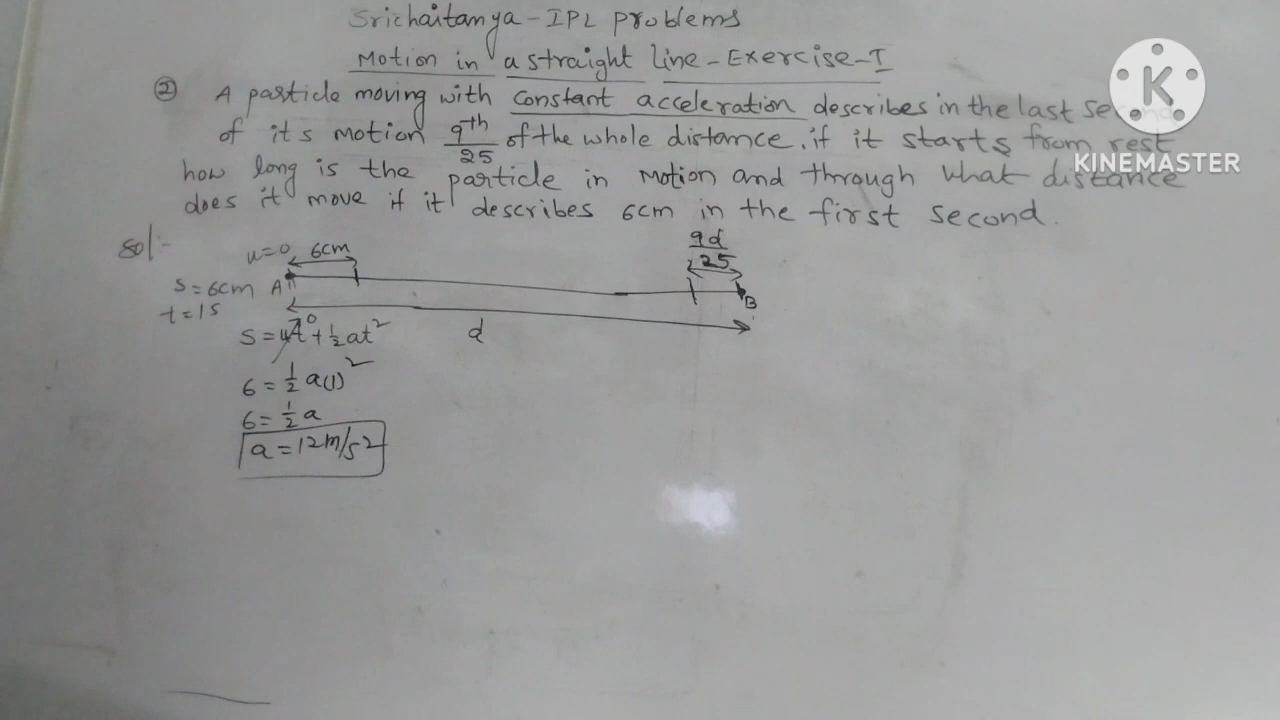 Srichaitanya - IPL problems
Motion in a straight line - Exercise - I
② A particle moving with constant acceleration describes in the last second
of its motion 9th/25 of the whole distance. if it starts from rest
KINEMASTER
how long is the particle in motion and through what distance
does it move if it describes 6cm in the first second.
Sol:-
u=0 6cm 9d/25
S=6cm A B
t=1s d
S = ut⁰ + ½at²
6 = ½ a(1)²
6 = ½ a
a = 12m/s²
K